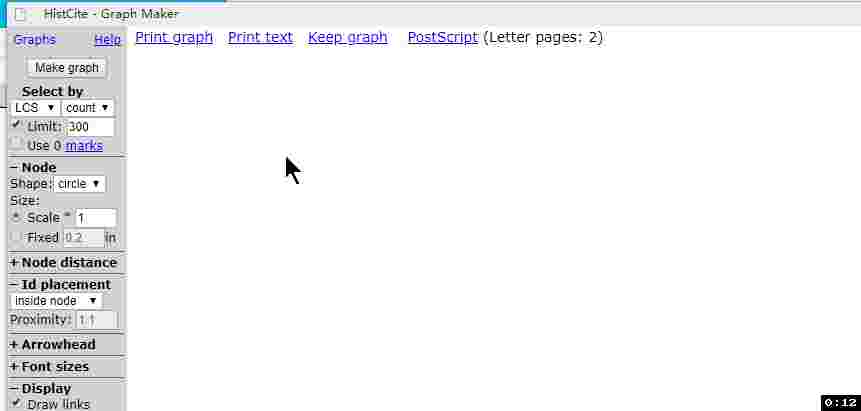 HistCite - Graph Maker
Graphs Help
Print graph Print text Keep graph PostScript (Letter pages: 2)
Make graph
Select by
LCS count
Limit: 300
Use 0 marks
− Node
Shape: circle
Size:
Scale * 1
Fixed 0.2 in
+ Node distance
− Id placement
inside node
Proximity: 1.1
+ Arrowhead
+ Font sizes
− Display
Draw links
0:12